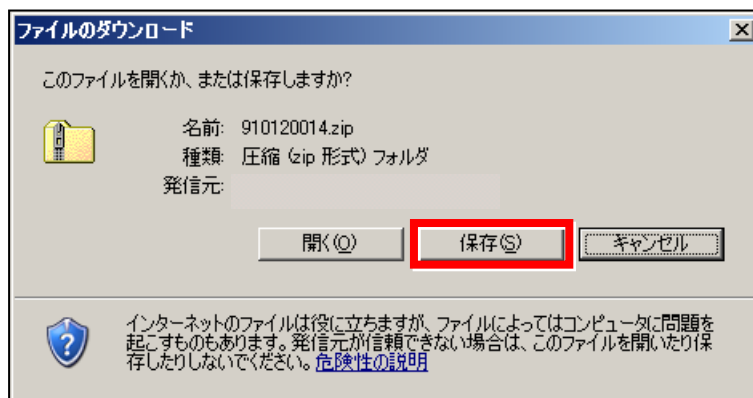 ファイルのダウンロード
このファイルを開くか、または保存しますか?
名前: 910120014.zip
種類: 圧縮 (zip 形式) フォルダ
発信元:
開く(O) 保存(S) キャンセル
インターネットのファイルは役に立ちますが、ファイルによってはコンピュータに問題を
起こすものもあります。発信元が信頼できない場合は、このファイルを開いたり保
存したりしないでください。危険性の説明